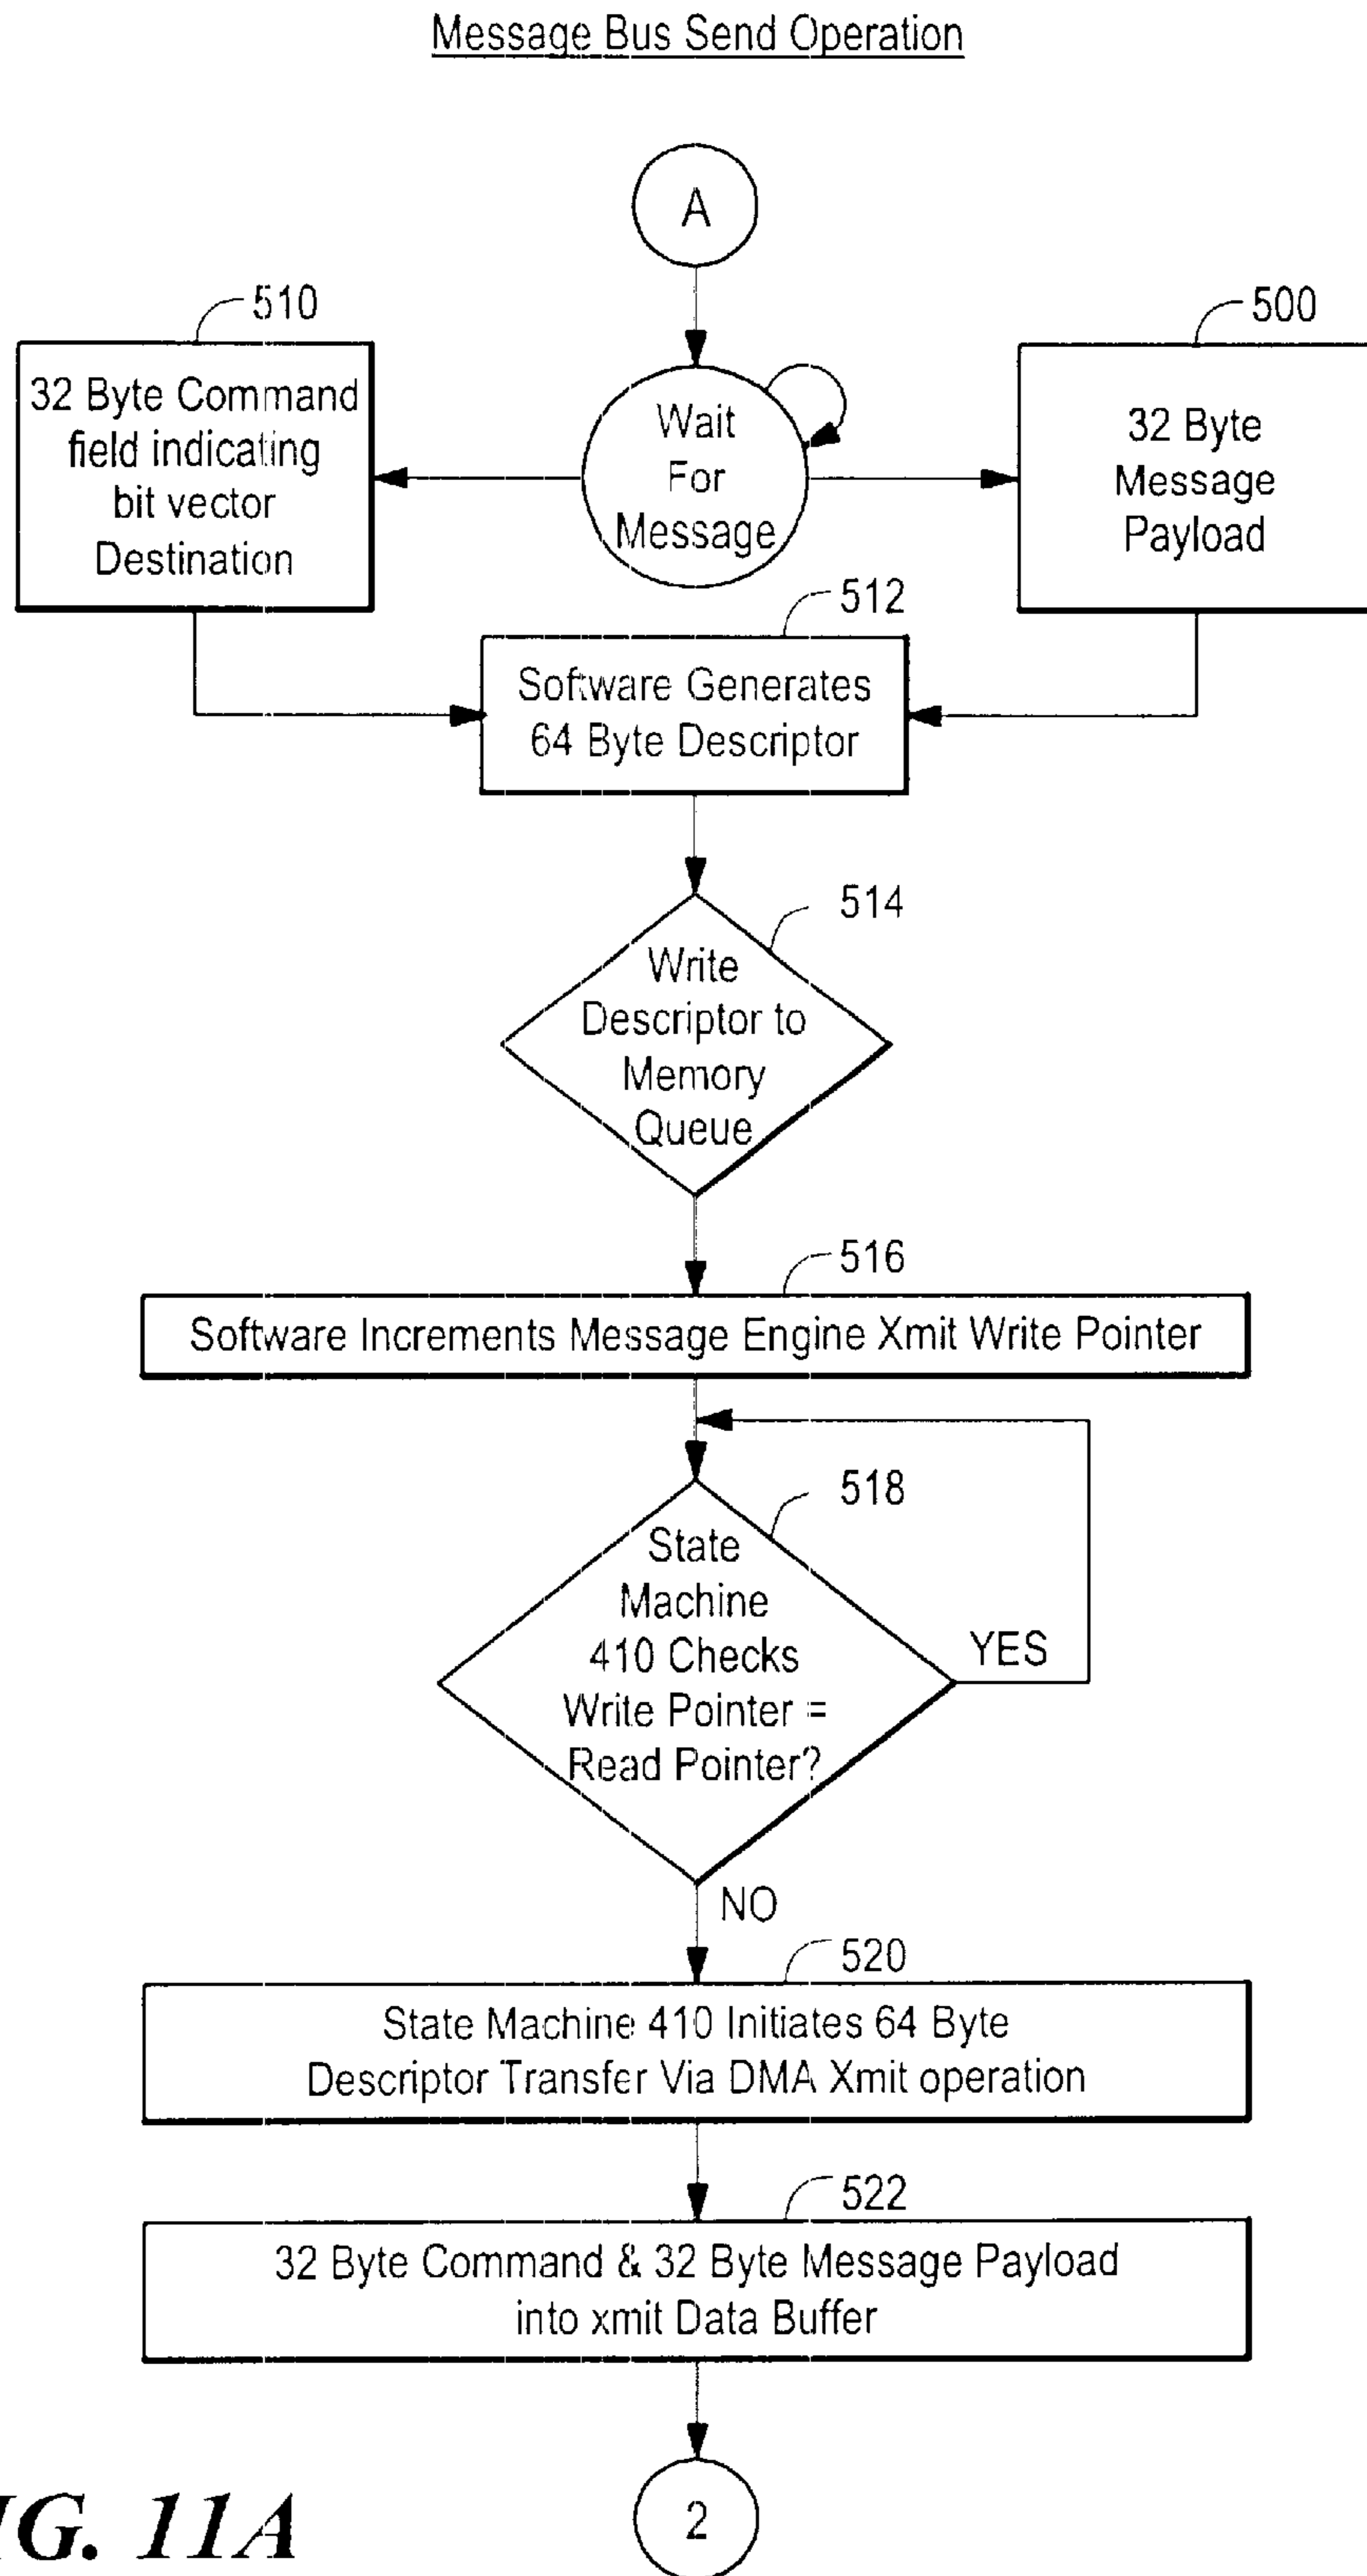 Message Bus Send Operation
A
510
500
32 Byte Command
field indicating
bit vector
Destination
Wait
For
Message
32 Byte
Message
Payload
512
Software Generates
64 Byte Descriptor
514
Write
Descriptor to
Memory
Queue
516
Software Increments Message Engine Xmit Write Pointer
518
State
Machine
410 Checks
Write Pointer =
Read Pointer?
YES
NO
520
State Machine 410 Initiates 64 Byte
Descriptor Transfer Via DMA Xmit operation
522
32 Byte Command & 32 Byte Message Payload
into xmit Data Buffer
2
IG. 11A